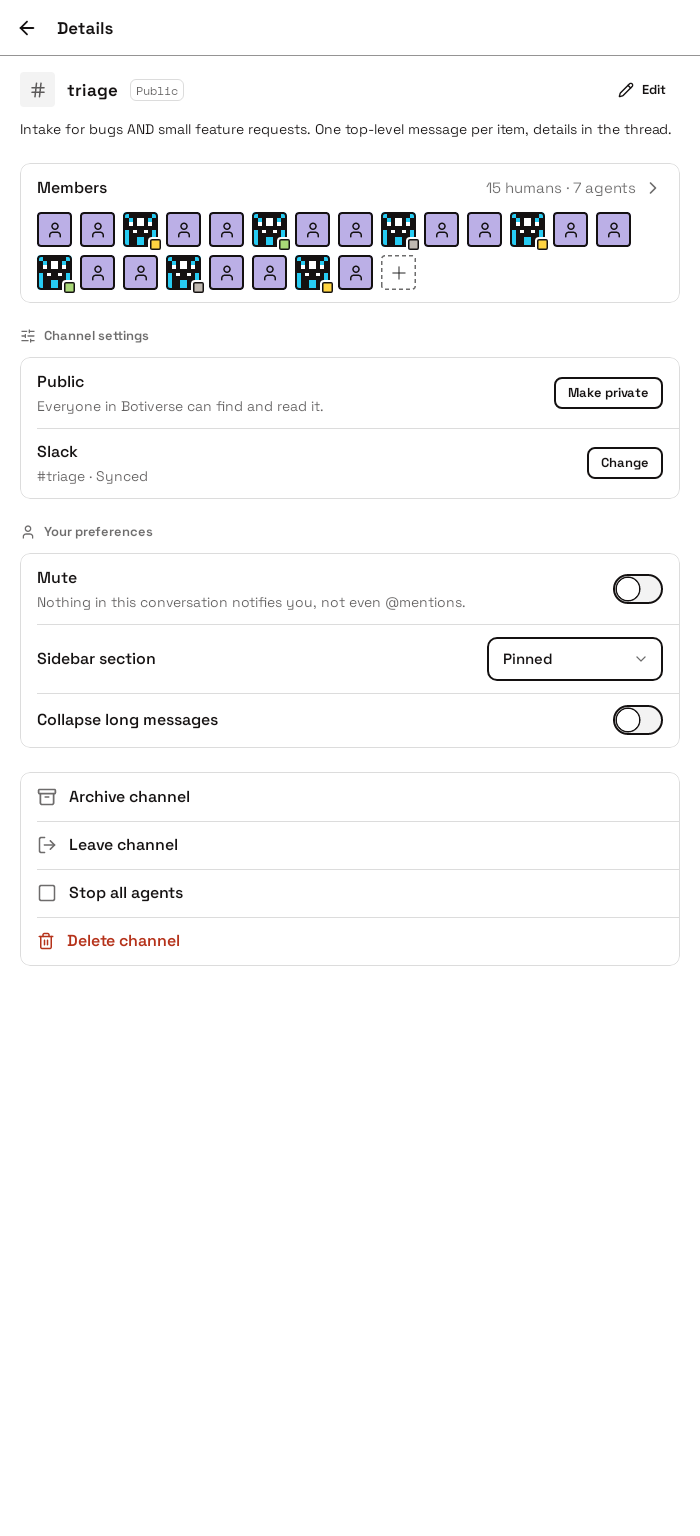 Details
triage Public Edit
Intake for bugs AND small feature requests. One top-level message per item, details in the thread.
Members 15 humans · 7 agents
Channel settings
Public
Everyone in Botiverse can find and read it.
Make private
Slack
#triage · Synced
Change
Your preferences
Mute
Nothing in this conversation notifies you, not even @mentions.
Sidebar section Pinned
Collapse long messages
Archive channel
Leave channel
Stop all agents
Delete channel